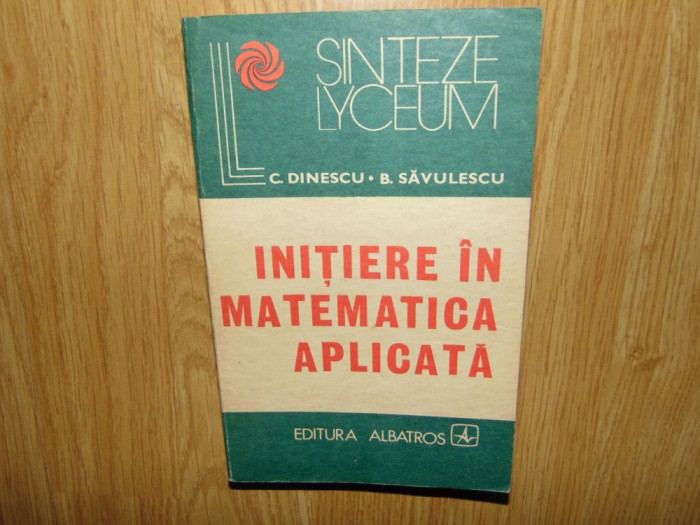 SINTEZE
LYCEUM
C. DINESCU • B. SĂVULESCU
INIȚIERE ÎN
MATEMATICA
APLICATĂ
EDITURA ALBATROS